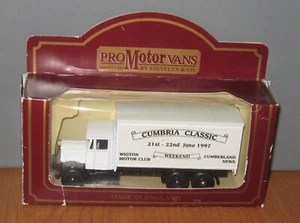 PRO MOTOR VANS
CUMBRIA CLASSIC
21st - 22nd June 1997
WEEKEND
WIGTON
MOTOR CLUB
CUMBERLAND
NEWS